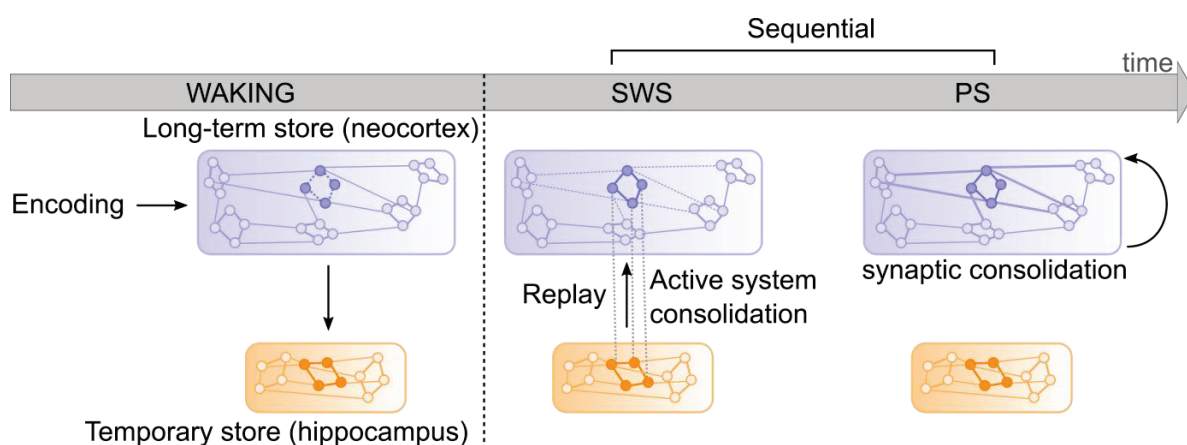 Sequential
time
WAKING
SWS
PS
Long-term store (neocortex)
Encoding
Replay
Active system
consolidation
synaptic consolidation
Temporary store (hippocampus)